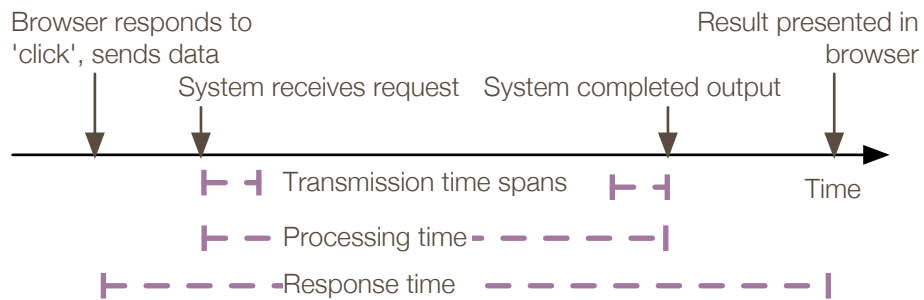 Browser responds to
'click', sends data
Result presented in
browser
System receives request
System completed output
Transmission time spans
Time
Processing time
Response time